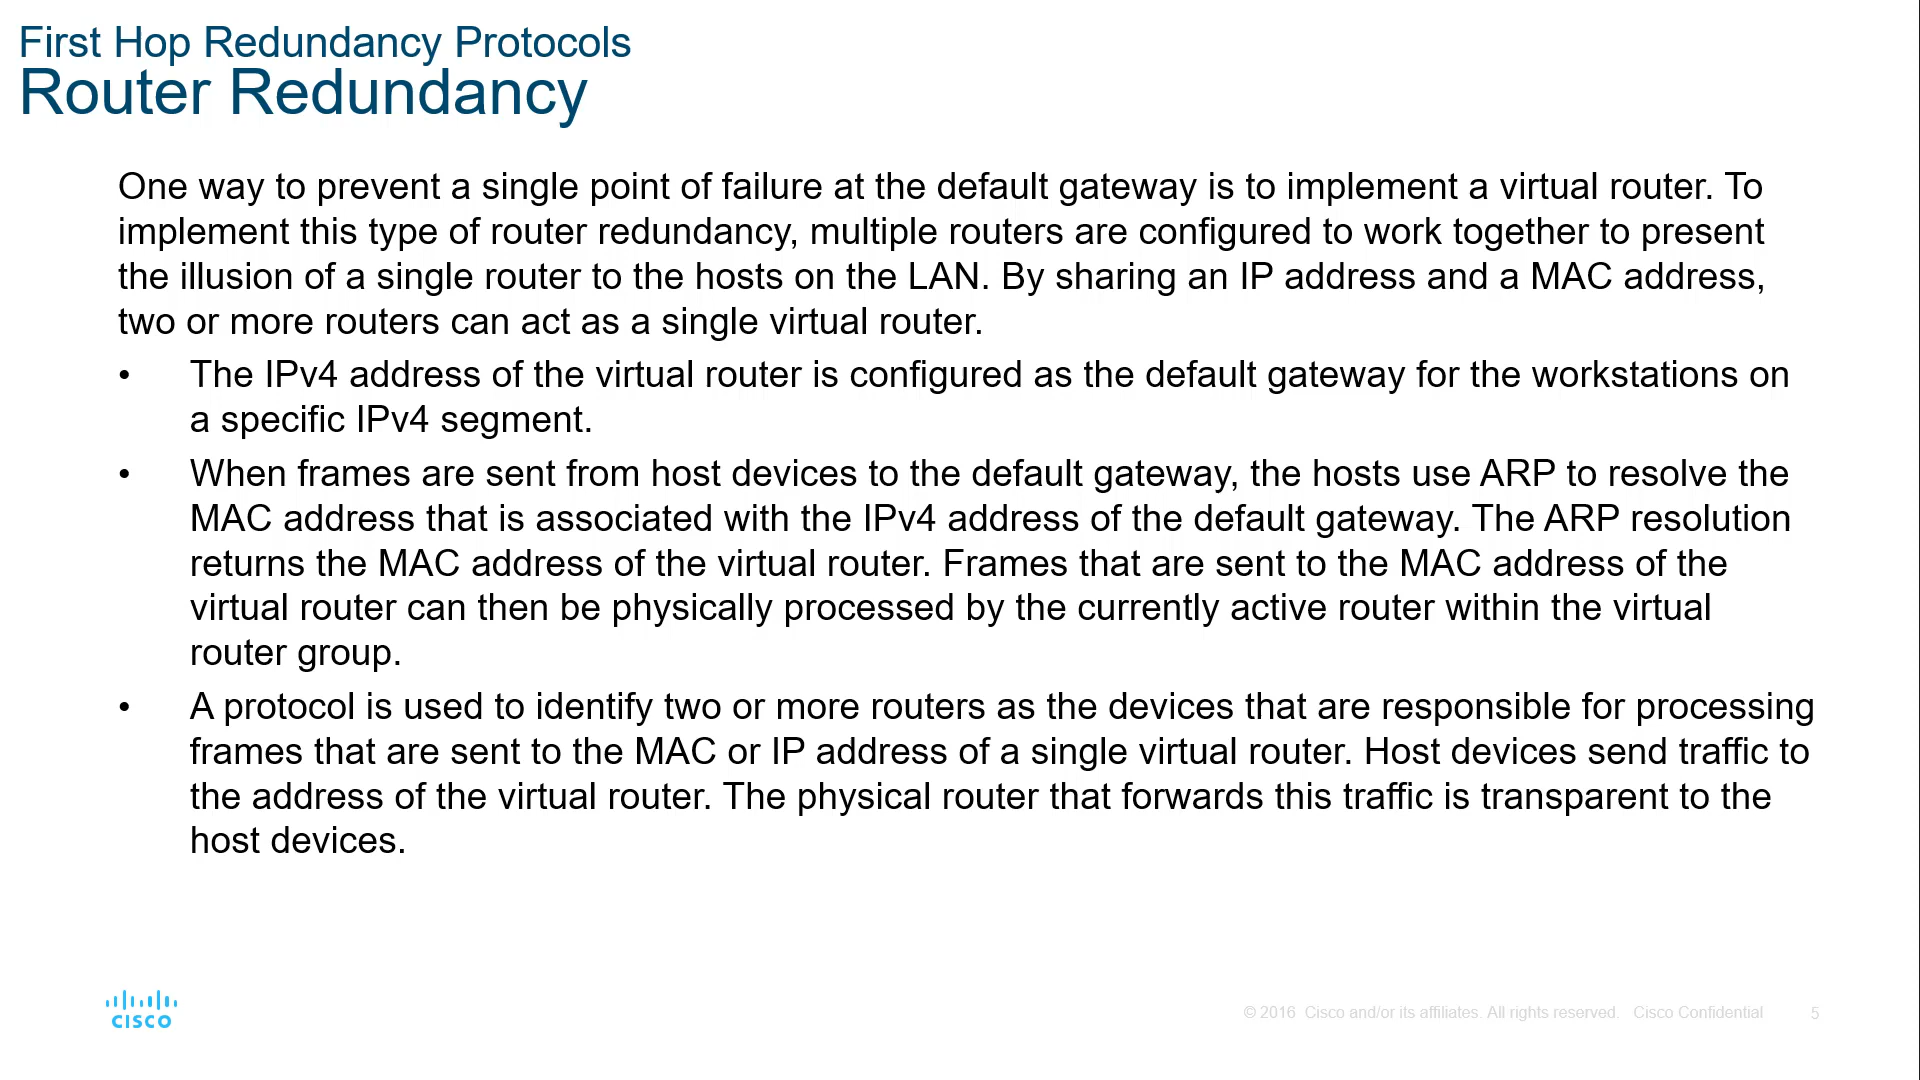 First Hop Redundancy Protocols
Router Redundancy
One way to prevent a single point of failure at the default gateway is to implement a virtual router. To
implement this type of router redundancy, multiple routers are configured to work together to present
the illusion of a single router to the hosts on the LAN. By sharing an IP address and a MAC address,
two or more routers can act as a single virtual router.
• The IPv4 address of the virtual router is configured as the default gateway for the workstations on
a specific IPv4 segment.
• When frames are sent from host devices to the default gateway, the hosts use ARP to resolve the
MAC address that is associated with the IPv4 address of the default gateway. The ARP resolution
returns the MAC address of the virtual router. Frames that are sent to the MAC address of the
virtual router can then be physically processed by the currently active router within the virtual
router group.
• A protocol is used to identify two or more routers as the devices that are responsible for processing
frames that are sent to the MAC or IP address of a single virtual router. Host devices send traffic to
the address of the virtual router. The physical router that forwards this traffic is transparent to the
host devices.
CISCO
© 2016 Cisco and/or its affiliates. All rights reserved. Cisco Confidential 5